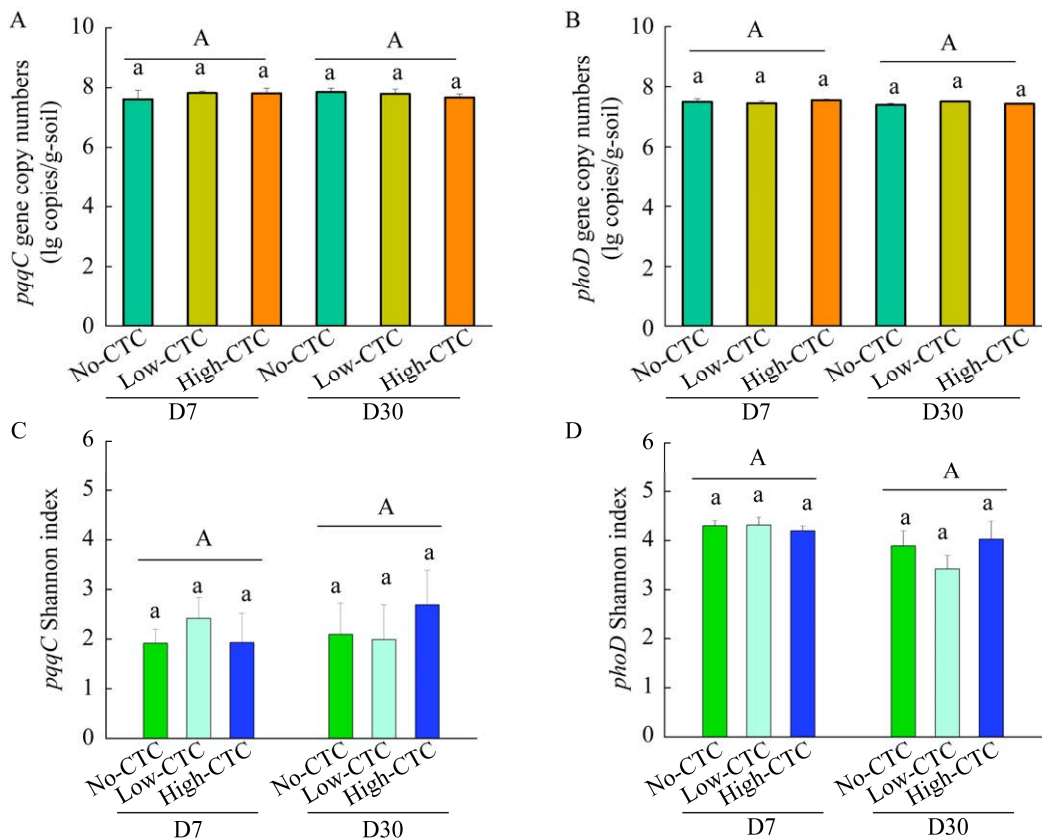 A
pqqC gene copy numbers
(lg copies/g-soil)
10
8
6
4
2
0
A
A
a a a a a a
No-CTC Low-CTC High-CTC No-CTC Low-CTC High-CTC
D7 D30
B
phoD gene copy numbers
(lg copies/g-soil)
10
8
6
4
2
0
A
A
a a a a a a
No-CTC Low-CTC High-CTC No-CTC Low-CTC High-CTC
D7 D30
C
pqqC Shannon index
6
5
4
3
2
1
0
A
A
a a a a a a
No-CTC Low-CTC High-CTC No-CTC Low-CTC High-CTC
D7 D30
D
phoD Shannon index
6
5
4
3
2
1
0
A
A
a a a a a a
No-CTC Low-CTC High-CTC No-CTC Low-CTC High-CTC
D7 D30